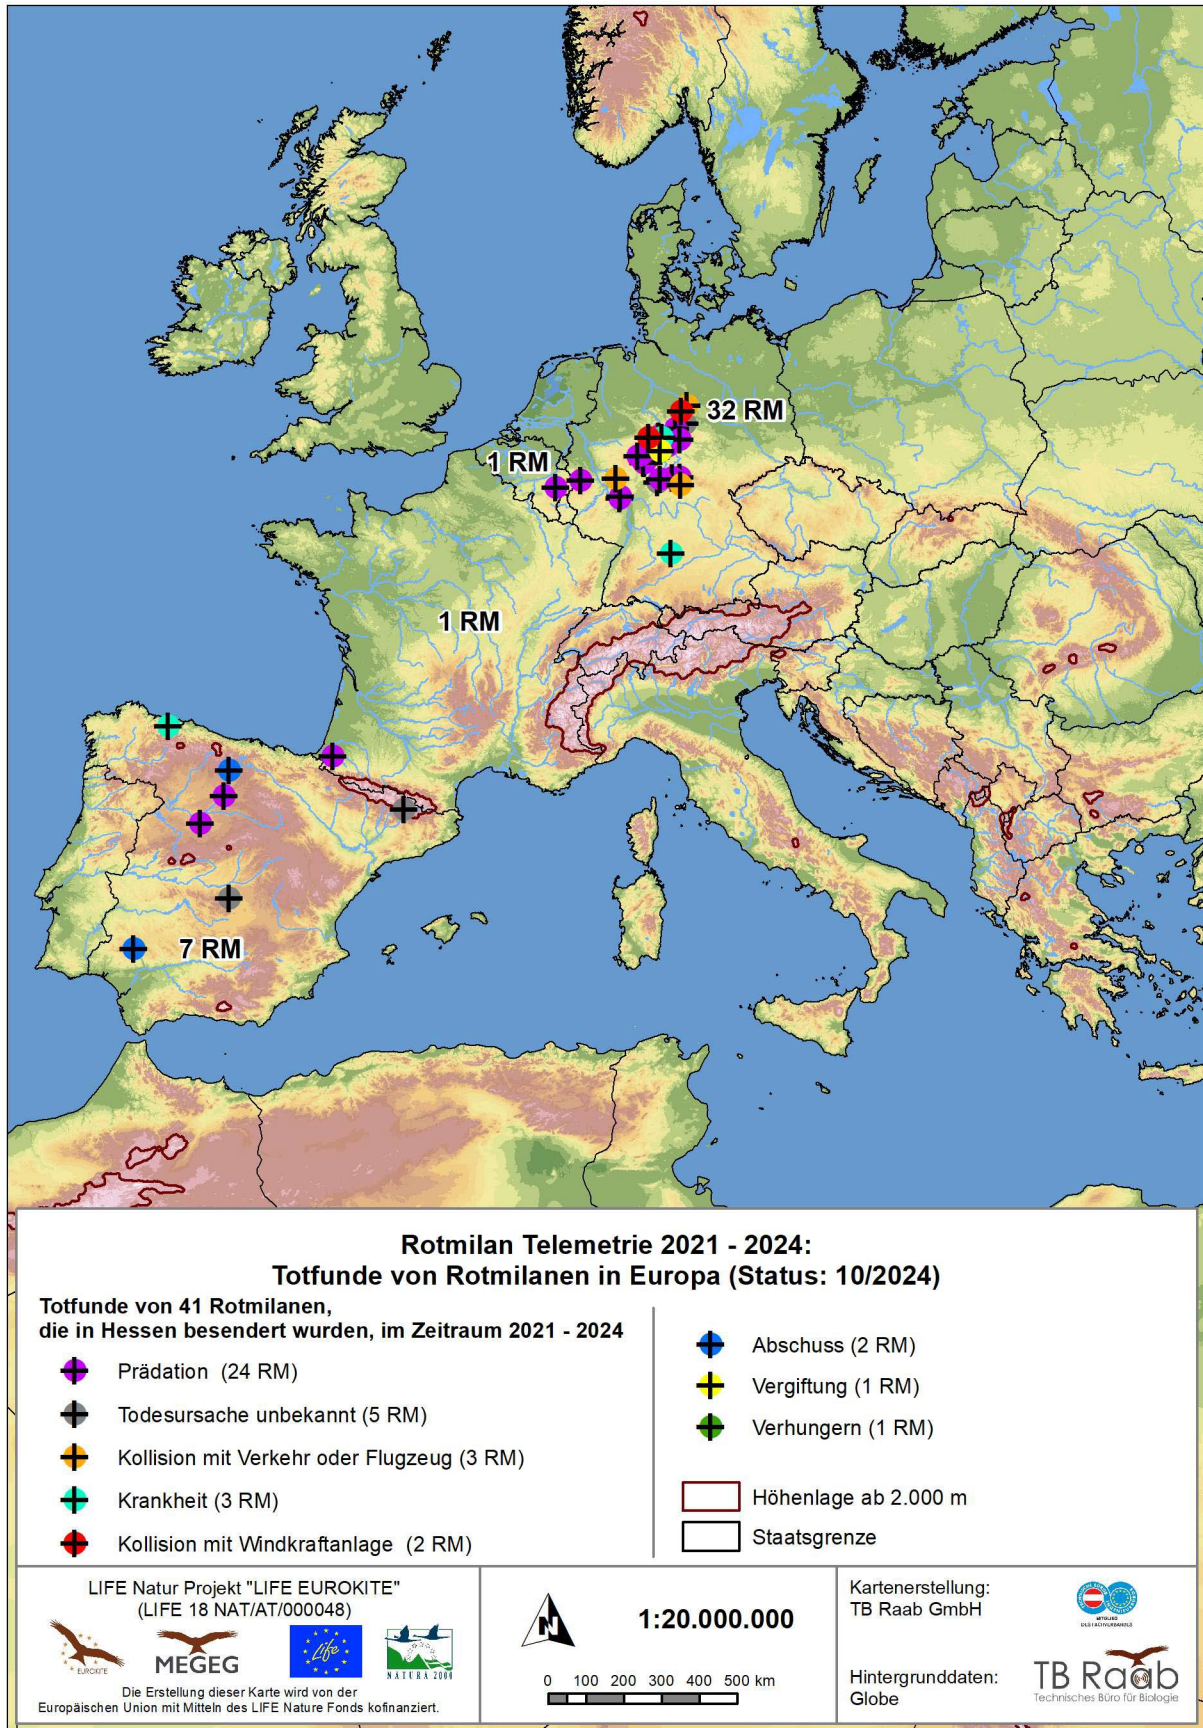 32 RM
1 RM
1 RM
7 RM
Rotmilan Telemetrie 2021 - 2024:
Totfunde von Rotmilanen in Europa (Status: 10/2024)
Totfunde von 41 Rotmilanen,
die in Hessen besendert wurden, im Zeitraum 2021 - 2024
Prädation (24 RM)
Todesursache unbekannt (5 RM)
Kollision mit Verkehr oder Flugzeug (3 RM)
Krankheit (3 RM)
Kollision mit Windkraftanlage (2 RM)
Abschuss (2 RM)
Vergiftung (1 RM)
Verhungern (1 RM)
Höhenlage ab 2.000 m
Staatsgrenze
LIFE Natur Projekt "LIFE EUROKITE"
(LIFE 18 NAT/AT/000048)
EUROKITE
MEGEG
Life
NATURA 2000
Die Erstellung dieser Karte wird von der
Europäischen Union mit Mitteln des LIFE Nature Fonds kofinanziert.
N
1:20.000.000
0 100 200 300 400 500 km
Kartenerstellung:
TB Raab GmbH
MITGLIED
DES FACHVERBANDES
Hintergrunddaten:
Globe
TB Raab
Technisches Büro für Biologie